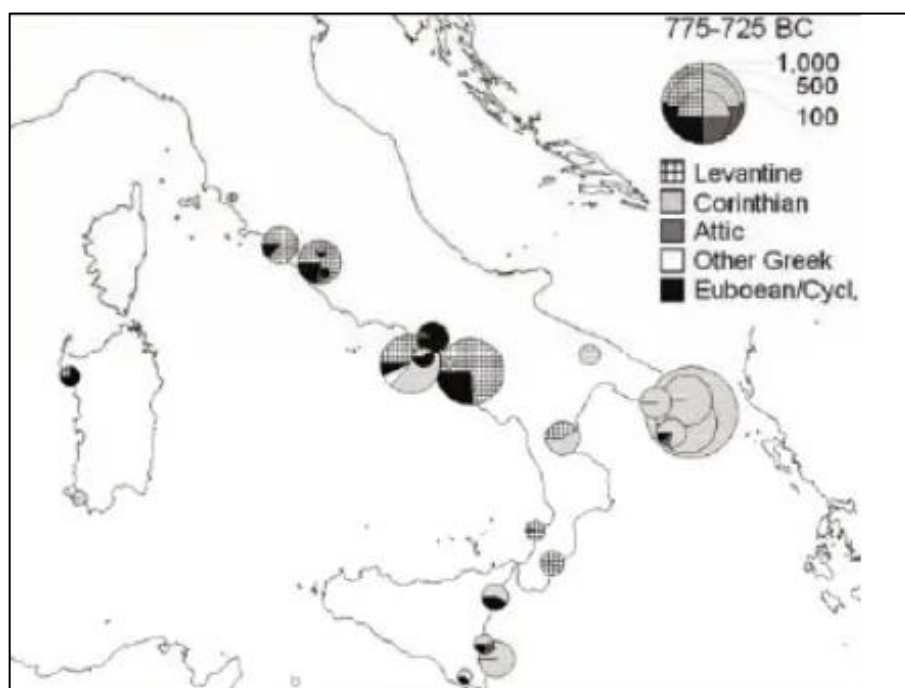 775-725 BC
1.000
500
100
Levantine
Corinthian
Attic
Other Greek
Euboean/Cycl.